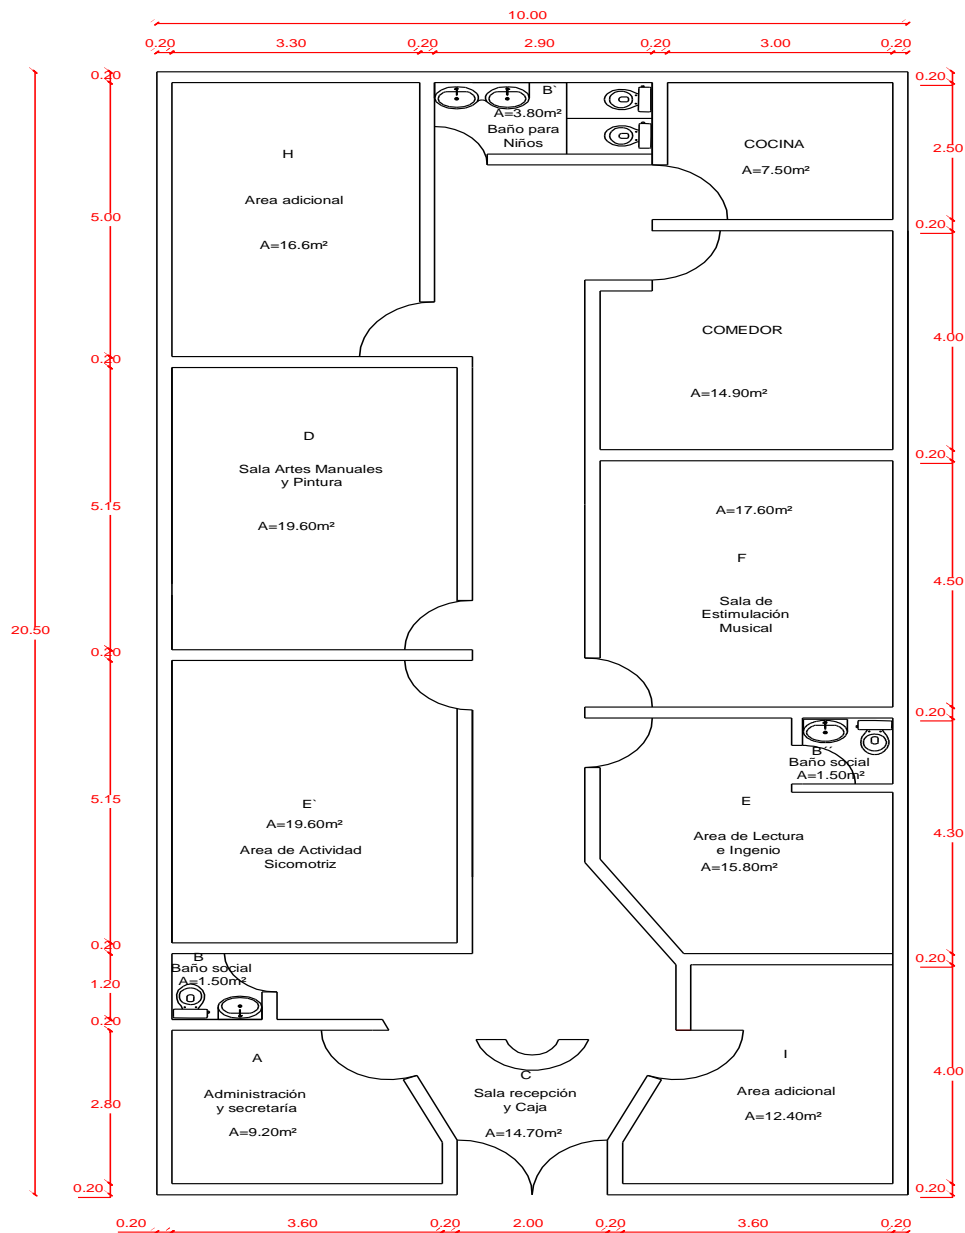 10.00
0.20 3.30 0.20 2.90 0.20 3.00 0.20
0.20
5.00
0.20
5.15
0.20
5.15
0.20
1.20
0.20
2.80
0.20
20.50
H
Area adicional
A=16.6m²
B`
A=3.80m²
Baño para
Niños
COCINA
A=7.50m²
COMEDOR
A=14.90m²
D
Sala Artes Manuales
y Pintura
A=19.60m²
A=17.60m²
F
Sala de
Estimulación
Musical
B´´
Baño social
A=1.50m²
E
Area de Lectura
e Ingenio
A=15.80m²
E`
A=19.60m²
Area de Actividad
Sicomotriz
B
Baño social
A=1.50m²
A
Administración
y secretaría
A=9.20m²
C
Sala recepción
y Caja
A=14.70m²
I
Area adicional
A=12.40m²
0.20
2.50
0.20
4.00
0.20
4.50
0.20
4.30
0.20
4.00
0.20
0.20 3.60 0.20 2.00 0.20 3.60 0.20